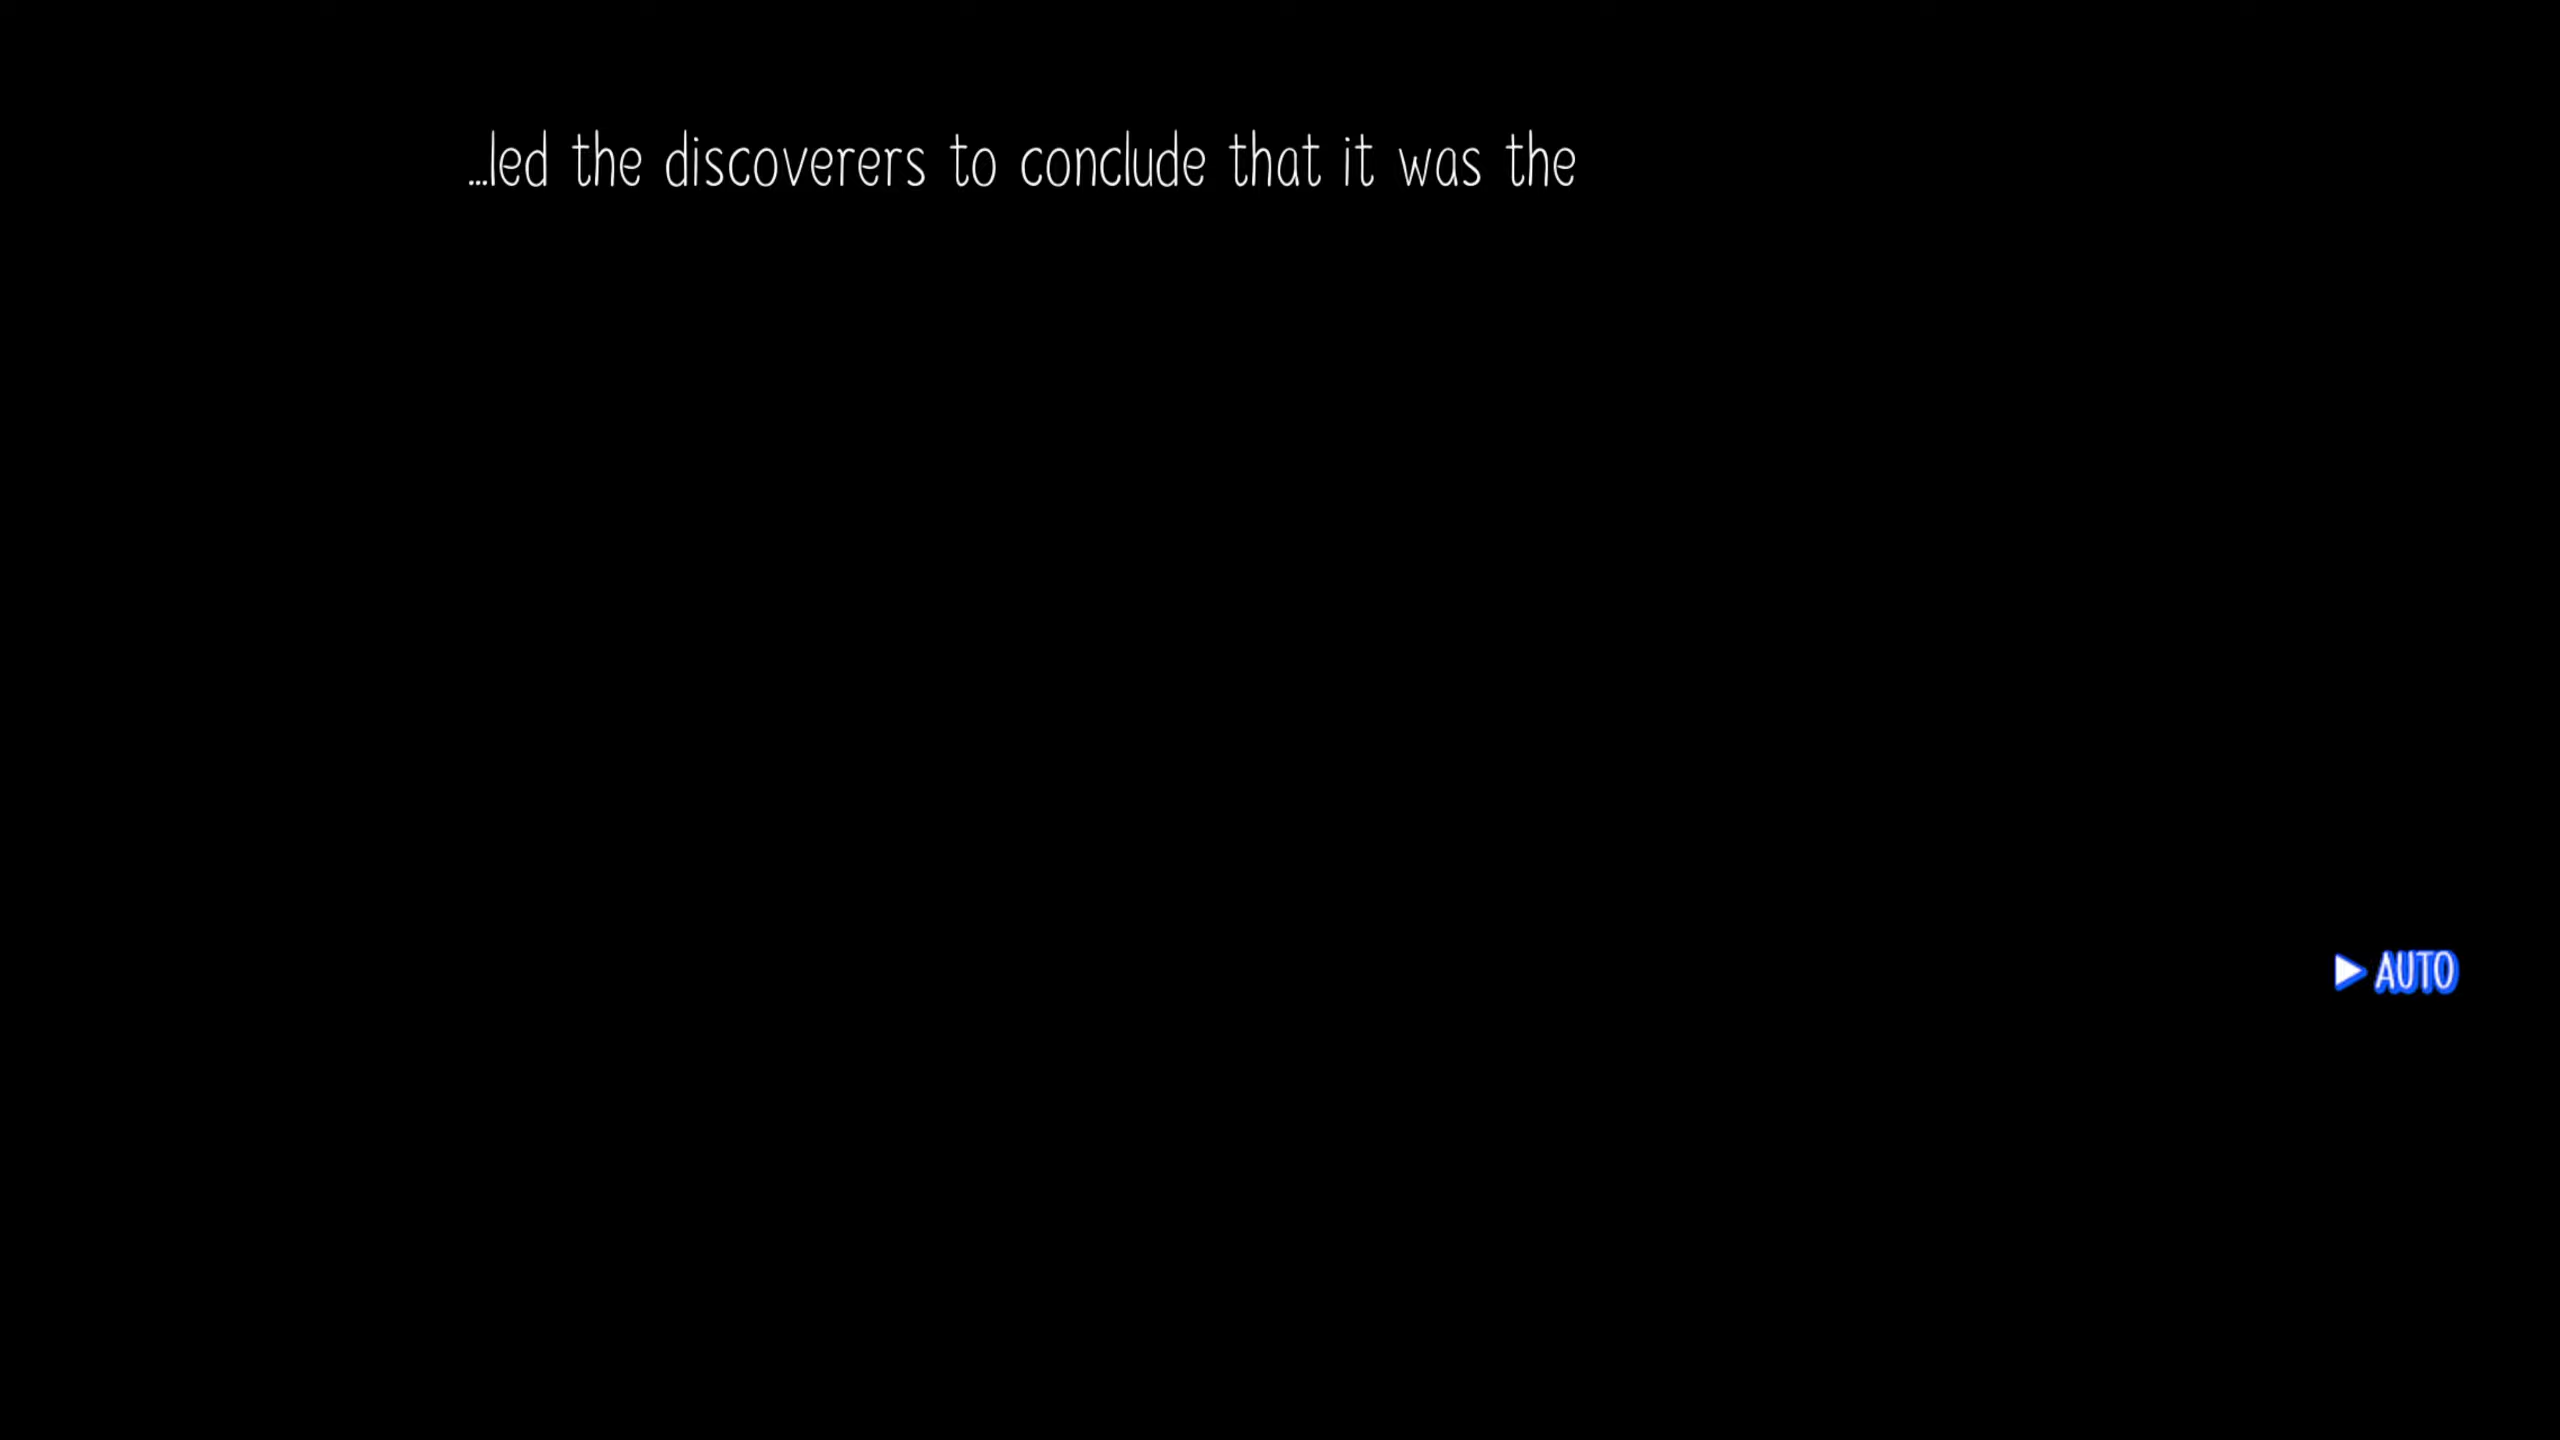 ...led the discoverers to conclude that it was the
AUTO